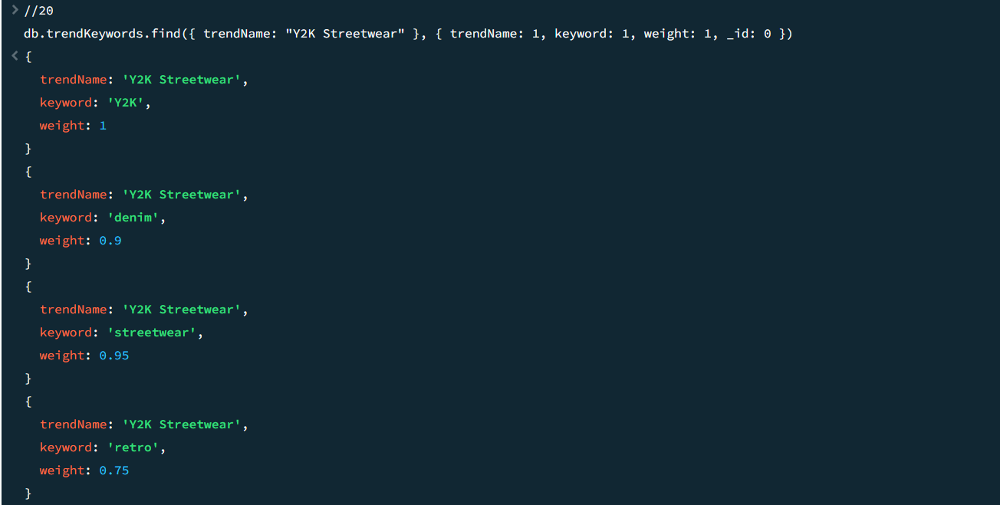 //20
db.trendKeywords.find({ trendName: "Y2K Streetwear" }, { trendName: 1, keyword: 1, weight: 1, _id: 0 })
{
  trendName: 'Y2K Streetwear',
  keyword: 'Y2K',
  weight: 1
}
{
  trendName: 'Y2K Streetwear',
  keyword: 'denim',
  weight: 0.9
}
{
  trendName: 'Y2K Streetwear',
  keyword: 'streetwear',
  weight: 0.95
}
{
  trendName: 'Y2K Streetwear',
  keyword: 'retro',
  weight: 0.75
}